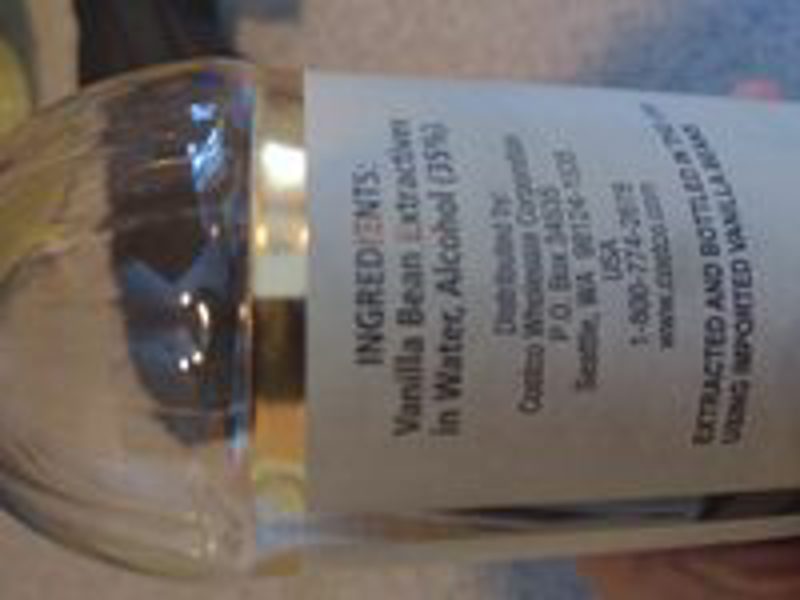 INGREDIENTS:
Vanilla Bean Extractives
in Water, Alcohol (35%)
Distributed by:
Costco Wholesale Corporation
P.O. Box 34535
Seattle, WA 98124-1535
USA
1-800-774-2678
www.costco.com
EXTRACTED AND BOTTLED IN THE
USING IMPORTED VANILLA BEANS